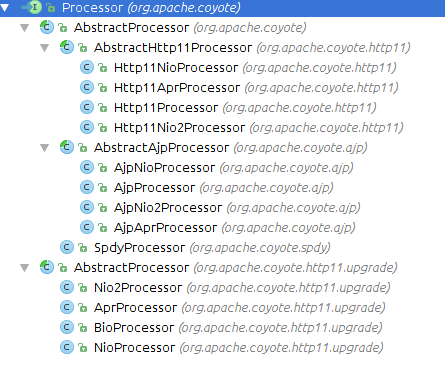 Processor (org.apache.coyote)
AbstractProcessor (org.apache.coyote)
AbstractHttp11Processor (org.apache.coyote.http11)
Http11NioProcessor (org.apache.coyote.http11)
Http11AprProcessor (org.apache.coyote.http11)
Http11Processor (org.apache.coyote.http11)
Http11Nio2Processor (org.apache.coyote.http11)
AbstractAjpProcessor (org.apache.coyote.ajp)
AjpNioProcessor (org.apache.coyote.ajp)
AjpProcessor (org.apache.coyote.ajp)
AjpNio2Processor (org.apache.coyote.ajp)
AjpAprProcessor (org.apache.coyote.ajp)
SpdyProcessor (org.apache.coyote.spdy)
AbstractProcessor (org.apache.coyote.http11.upgrade)
Nio2Processor (org.apache.coyote.http11.upgrade)
AprProcessor (org.apache.coyote.http11.upgrade)
BioProcessor (org.apache.coyote.http11.upgrade)
NioProcessor (org.apache.coyote.http11.upgrade)